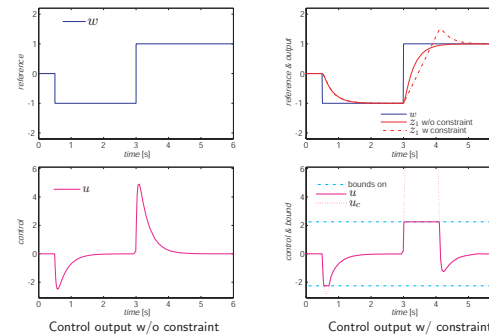 w
2
1
0
-1
-2
reference
0 1 2 3 4 5 6
time [s]
2
1
0
-1
-2
reference & output
w
z₁ w/o constraint
z₁ w constraint
0 1 2 3 4 5
time [s]
6
4
2
0
-2
control
u
0 1 2 3 4 5 6
time [s]
Control output w/o constraint
6
4
2
0
-2
control & bound
bounds on
u
u_c
0 1 2 3 4 5
time [s]
Control output w/ constraint